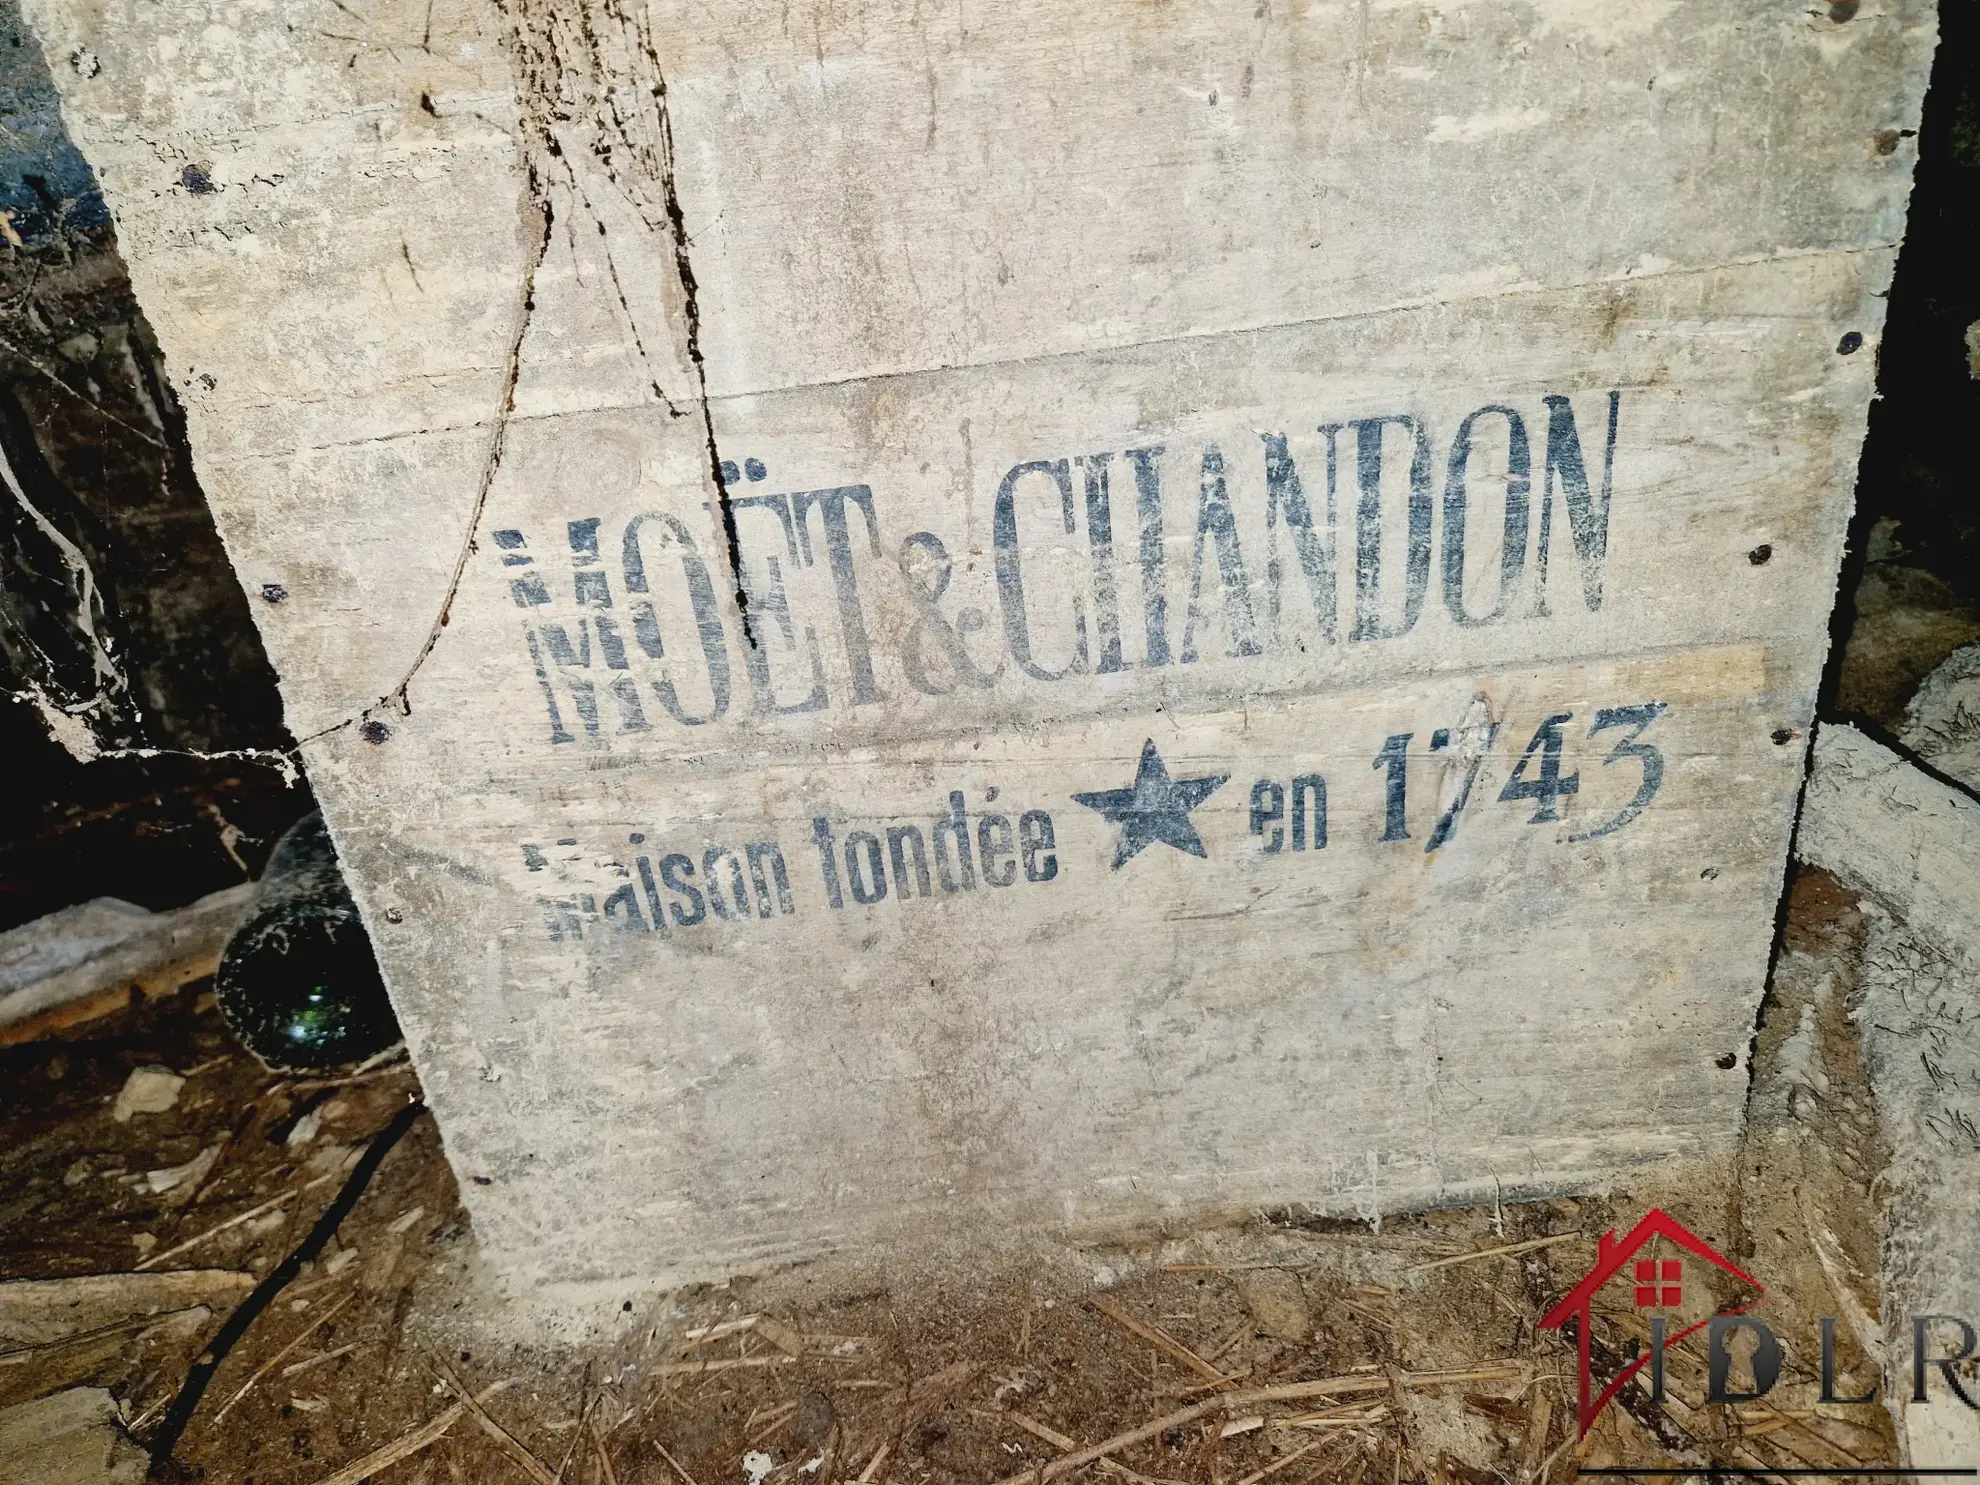 MOËT & CHANDON
Maison fondée ★ en 1743
IDLR